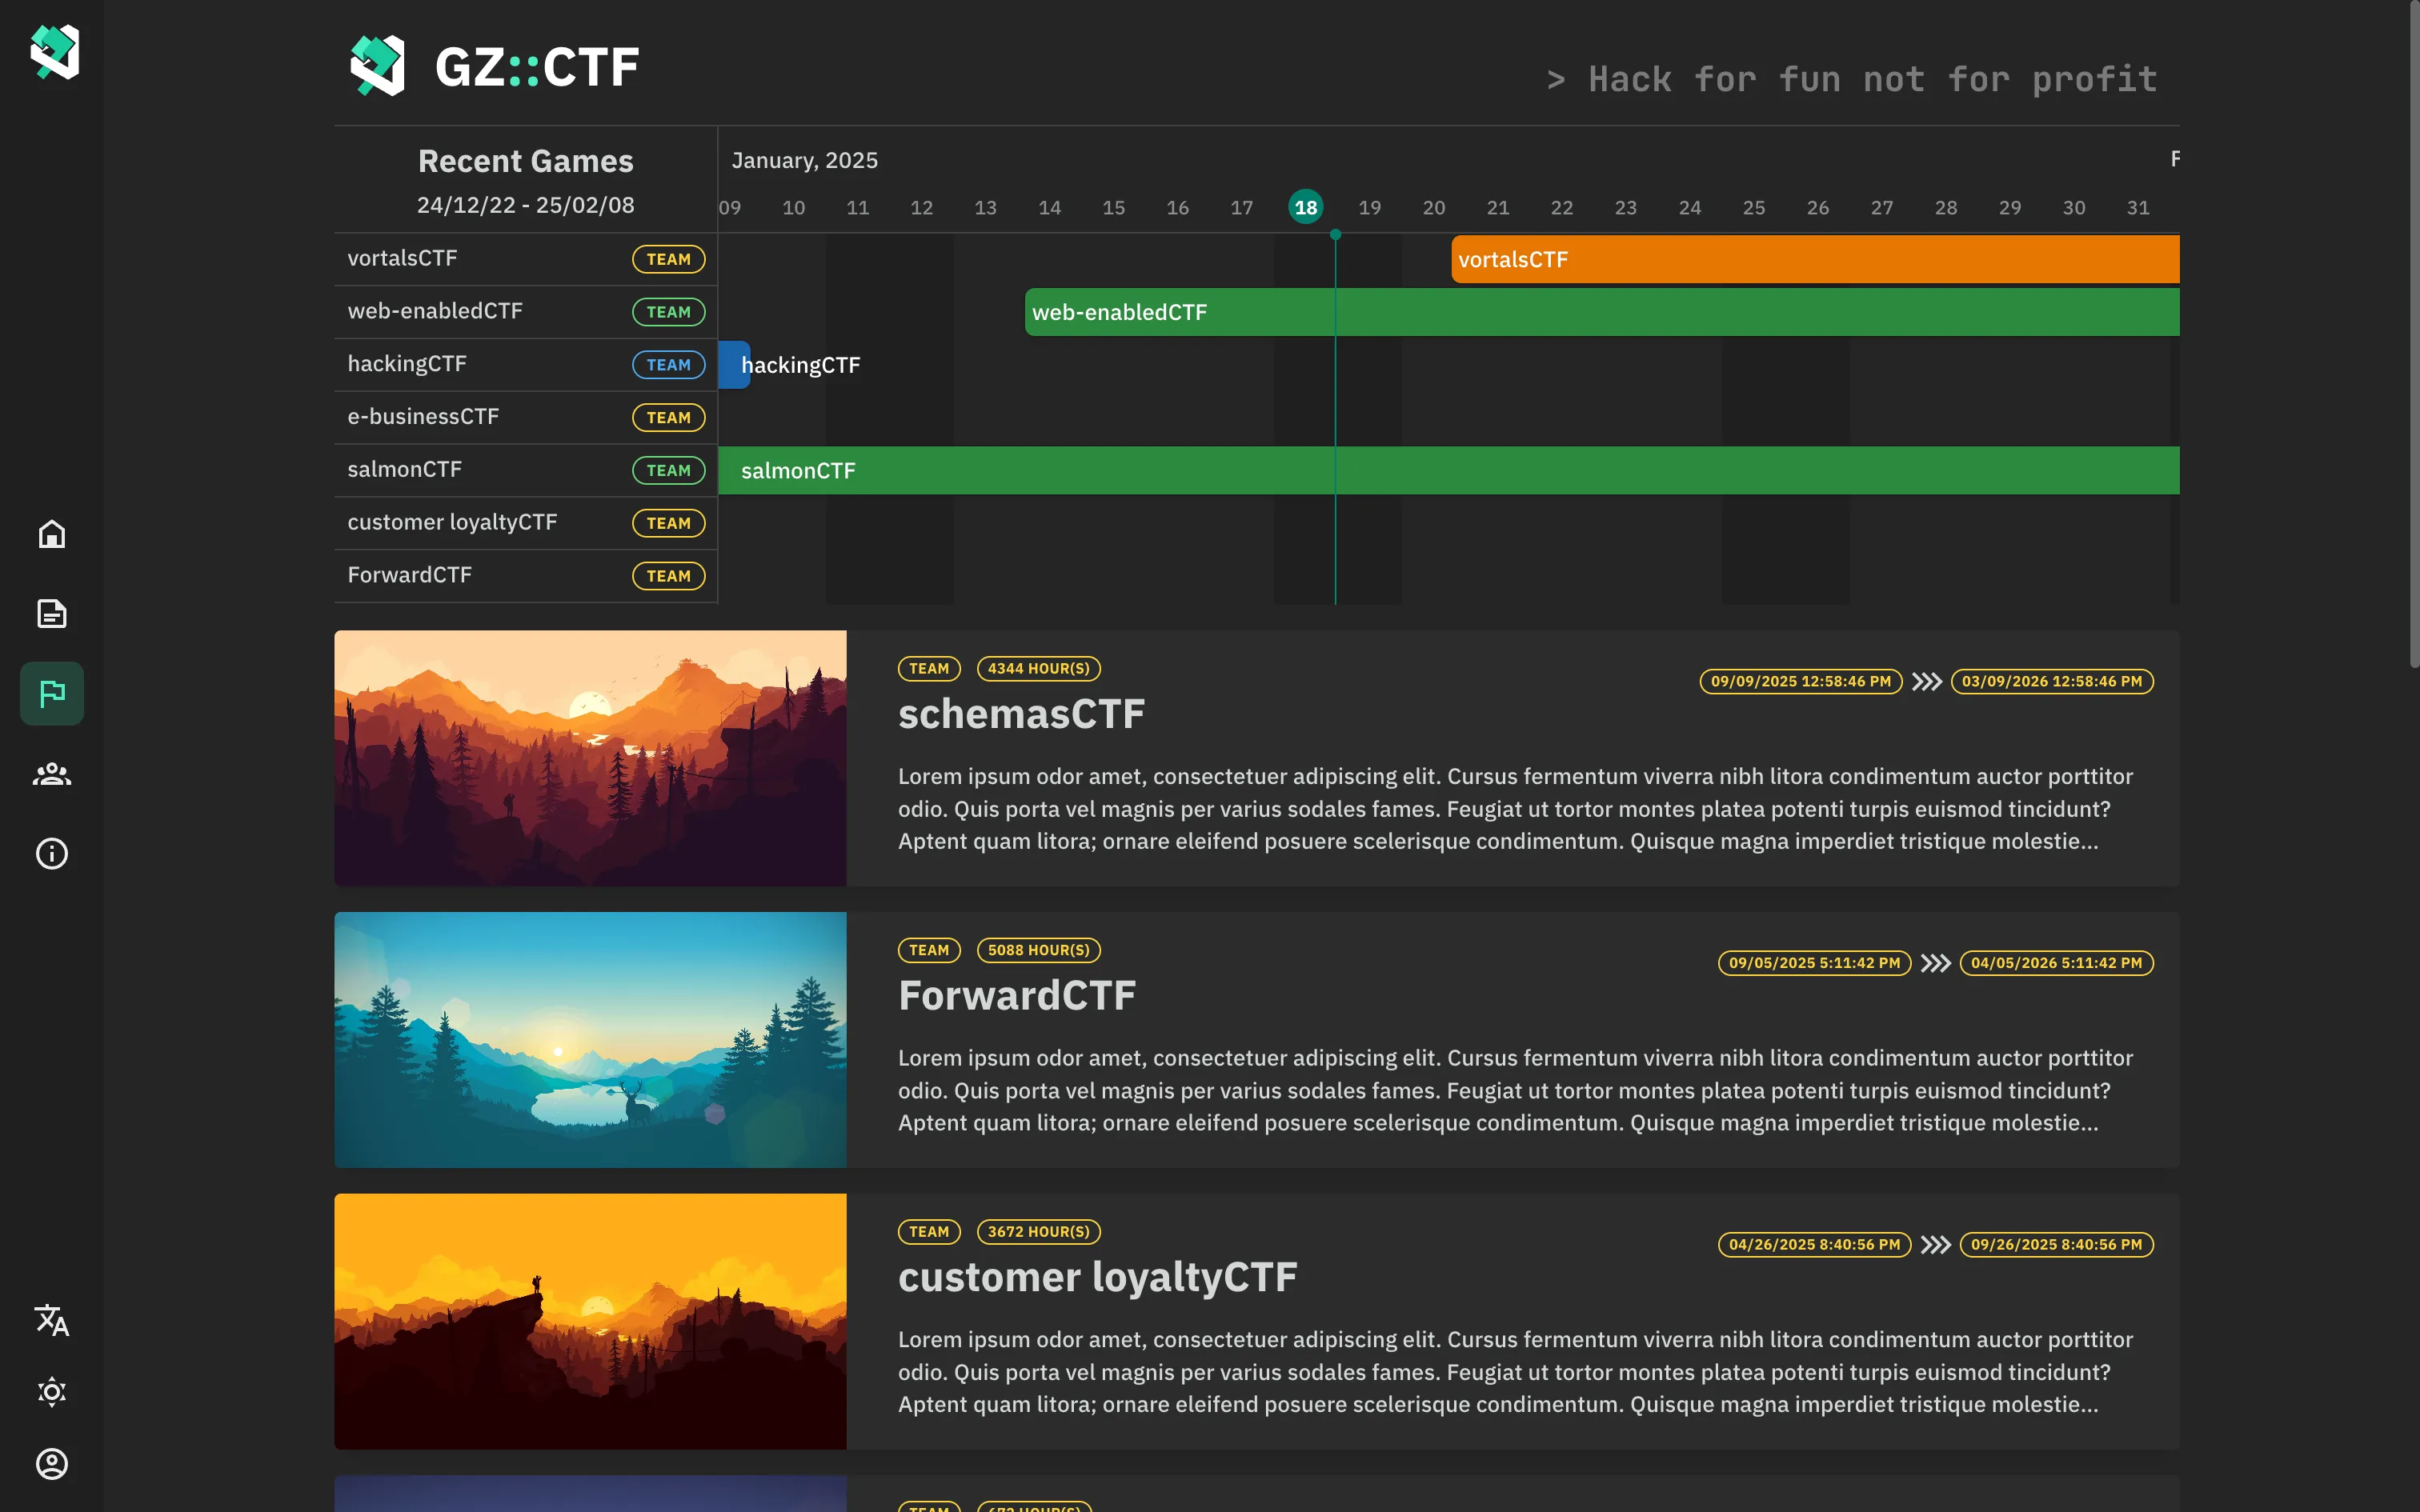 GZ::CTF
> Hack for fun not for profit
Recent Games
24/12/22 - 25/02/08
January, 2025
F
09 10 11 12 13 14 15 16 17 18 19 20 21 22 23 24 25 26 27 28 29 30 31
vortalsCTF TEAM
vortalsCTF
web-enabledCTF TEAM
web-enabledCTF
hackingCTF TEAM
hackingCTF
e-businessCTF TEAM
salmonCTF TEAM
salmonCTF
customer loyaltyCTF TEAM
ForwardCTF TEAM
TEAM 4344 HOUR(S)
09/09/2025 12:58:46 PM 03/09/2026 12:58:46 PM
schemasCTF
Lorem ipsum odor amet, consectetuer adipiscing elit. Cursus fermentum viverra nibh litora condimentum auctor porttitor
odio. Quis porta vel magnis per varius sodales fames. Feugiat ut tortor montes platea potenti turpis euismod tincidunt?
Aptent quam litora; ornare eleifend posuere scelerisque condimentum. Quisque magna imperdiet tristique molestie...
TEAM 5088 HOUR(S)
09/05/2025 5:11:42 PM 04/05/2026 5:11:42 PM
ForwardCTF
Lorem ipsum odor amet, consectetuer adipiscing elit. Cursus fermentum viverra nibh litora condimentum auctor porttitor
odio. Quis porta vel magnis per varius sodales fames. Feugiat ut tortor montes platea potenti turpis euismod tincidunt?
Aptent quam litora; ornare eleifend posuere scelerisque condimentum. Quisque magna imperdiet tristique molestie...
TEAM 3672 HOUR(S)
04/26/2025 8:40:56 PM 09/26/2025 8:40:56 PM
customer loyaltyCTF
Lorem ipsum odor amet, consectetuer adipiscing elit. Cursus fermentum viverra nibh litora condimentum auctor porttitor
odio. Quis porta vel magnis per varius sodales fames. Feugiat ut tortor montes platea potenti turpis euismod tincidunt?
Aptent quam litora; ornare eleifend posuere scelerisque condimentum. Quisque magna imperdiet tristique molestie...
TEAM 672 HOUR(S)